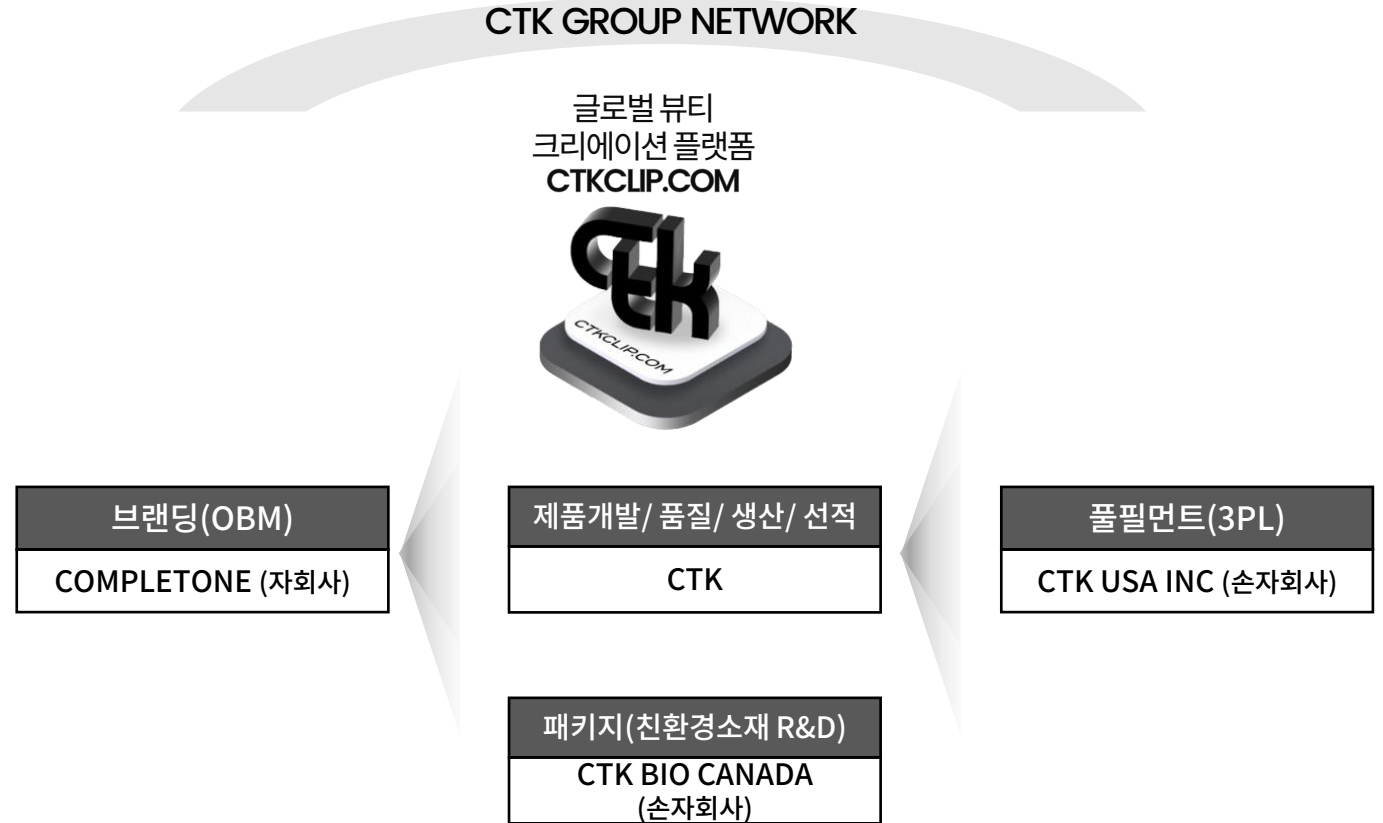 CTK GROUP NETWORK
글로벌 뷰티
크리에이션 플랫폼
CTKCLIP.COM
ctk
CTKCLIP.COM
브랜딩(OBM)
COMPLETONE (자회사)
제품개발/ 품질/ 생산/ 선적
CTK
풀필먼트(3PL)
CTK USA INC (손자회사)
패키지(친환경소재 R&D)
CTK BIO CANADA
(손자회사)